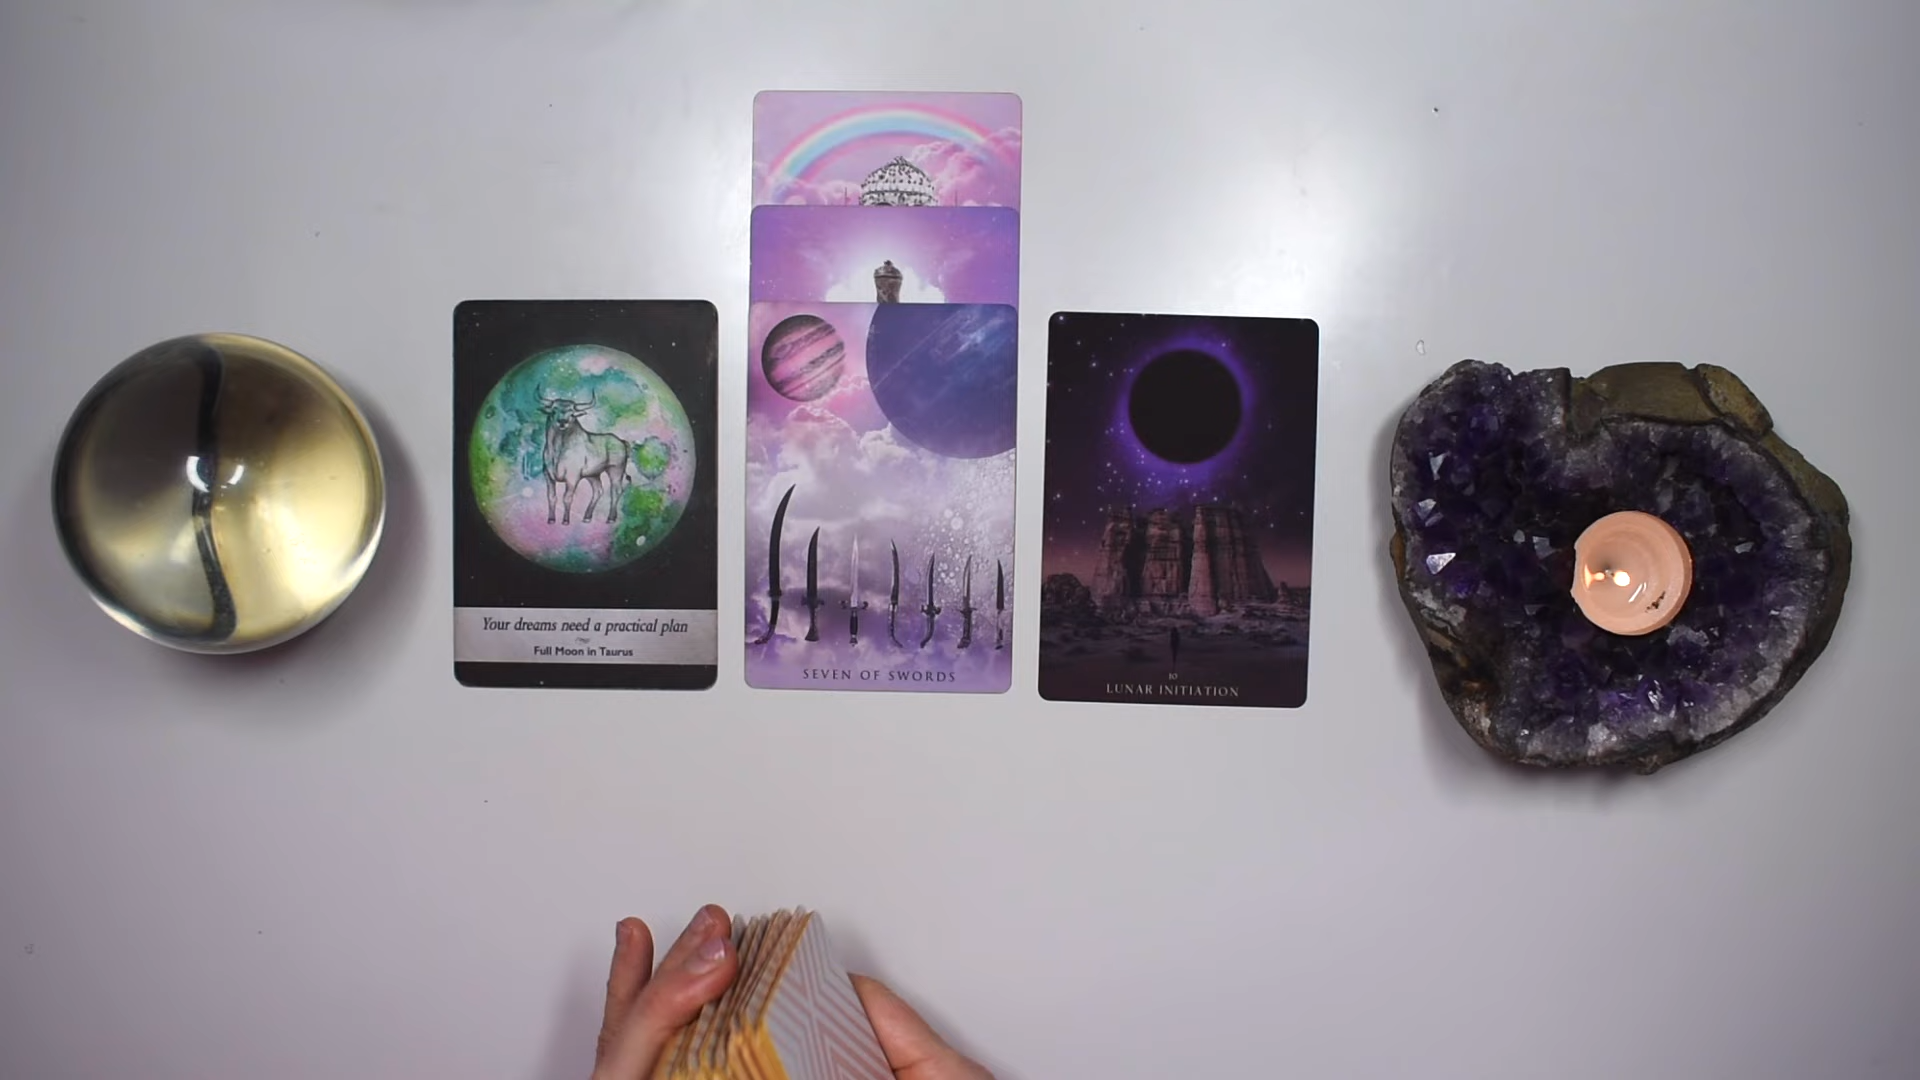 Your dreams need a practical plan
Full Moon in Taurus
SEVEN OF SWORDS
10
LUNAR INITIATION